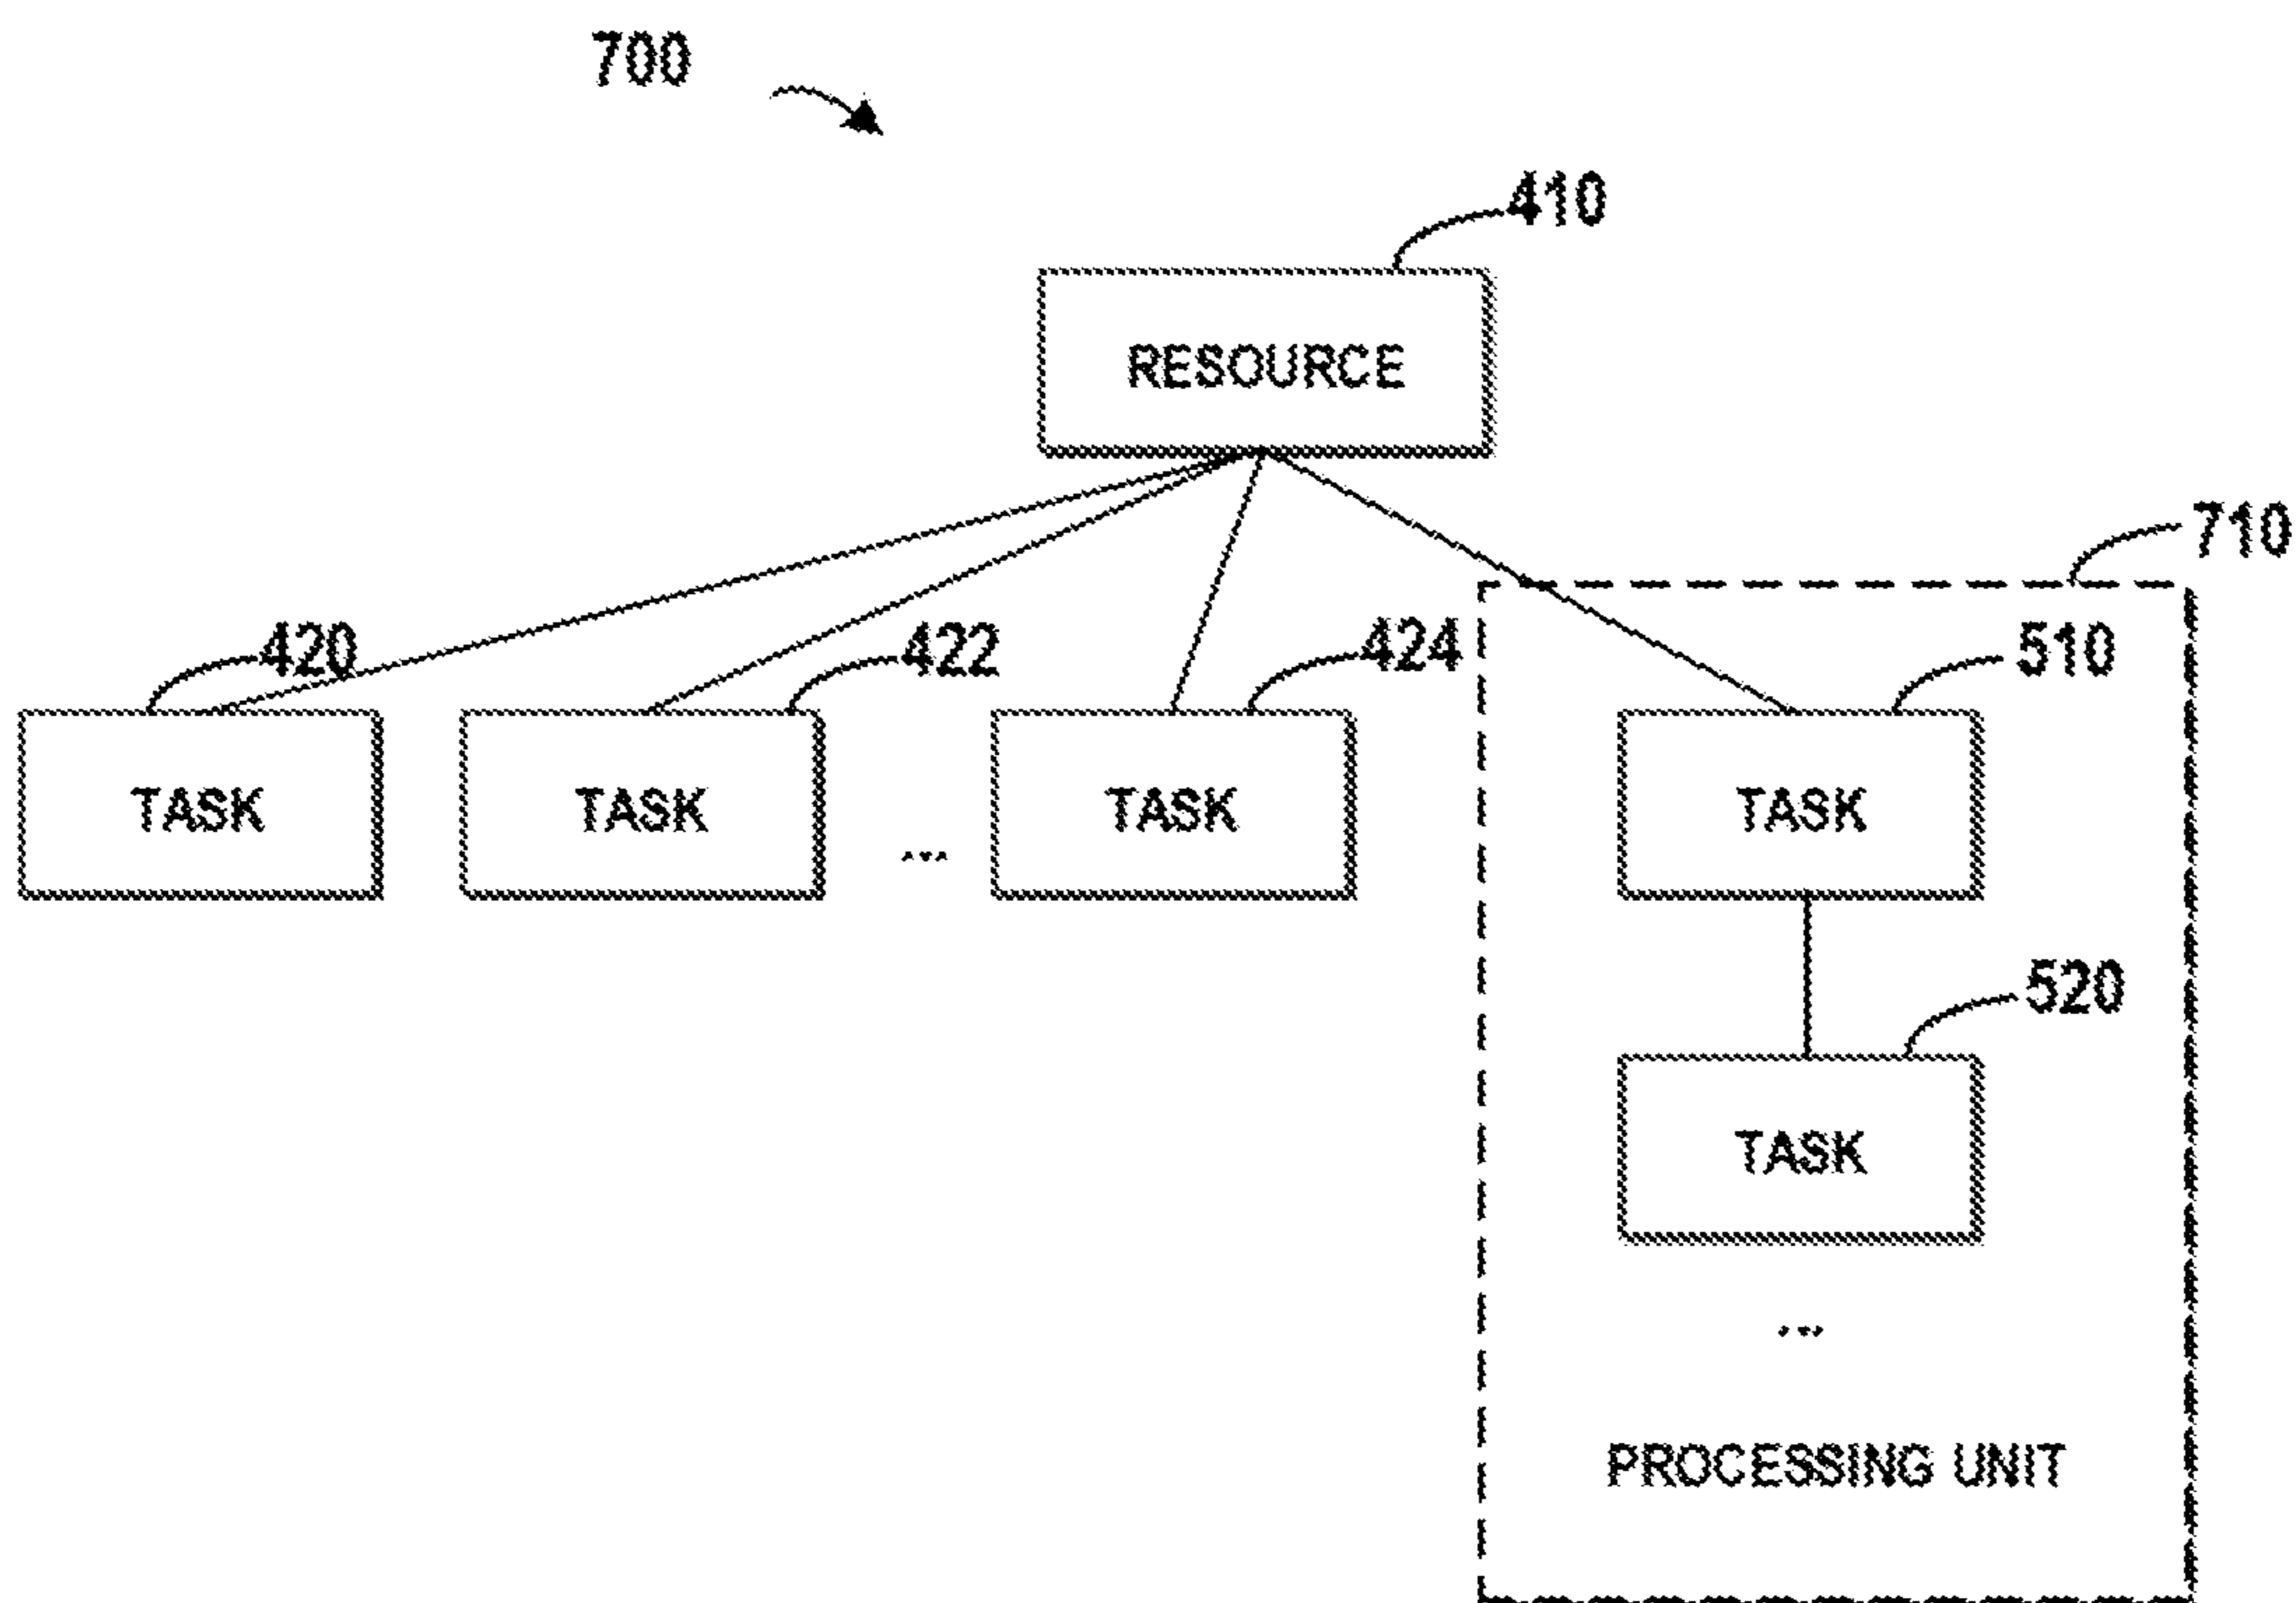 700
410
RESOURCE
710
420
422
424
510
TASK
TASK
...
TASK
TASK
520
TASK
...
PROCESSING UNIT